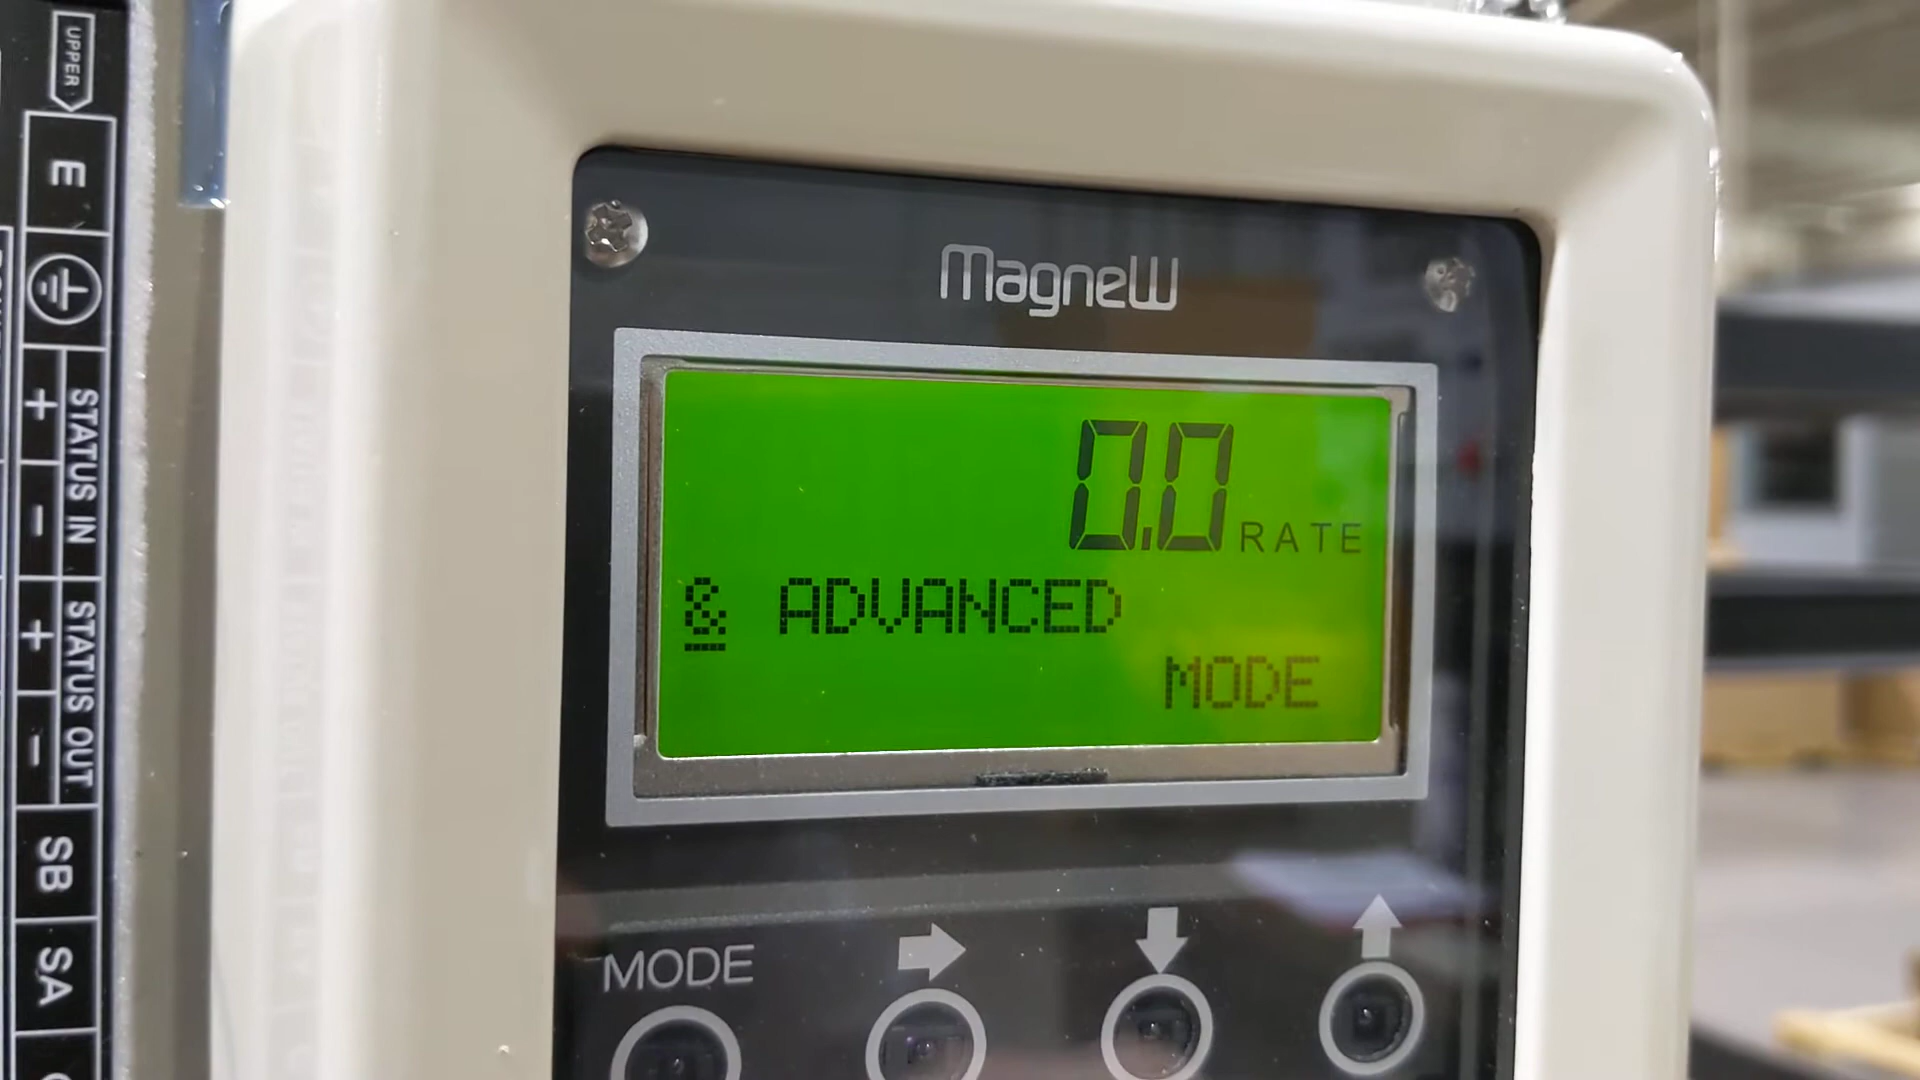 UPPER
E
+
-
STATUS IN
+
-
STATUS OUT
SB
SA
MagneW
0.0 RATE
& ADVANCED
MODE
MODE